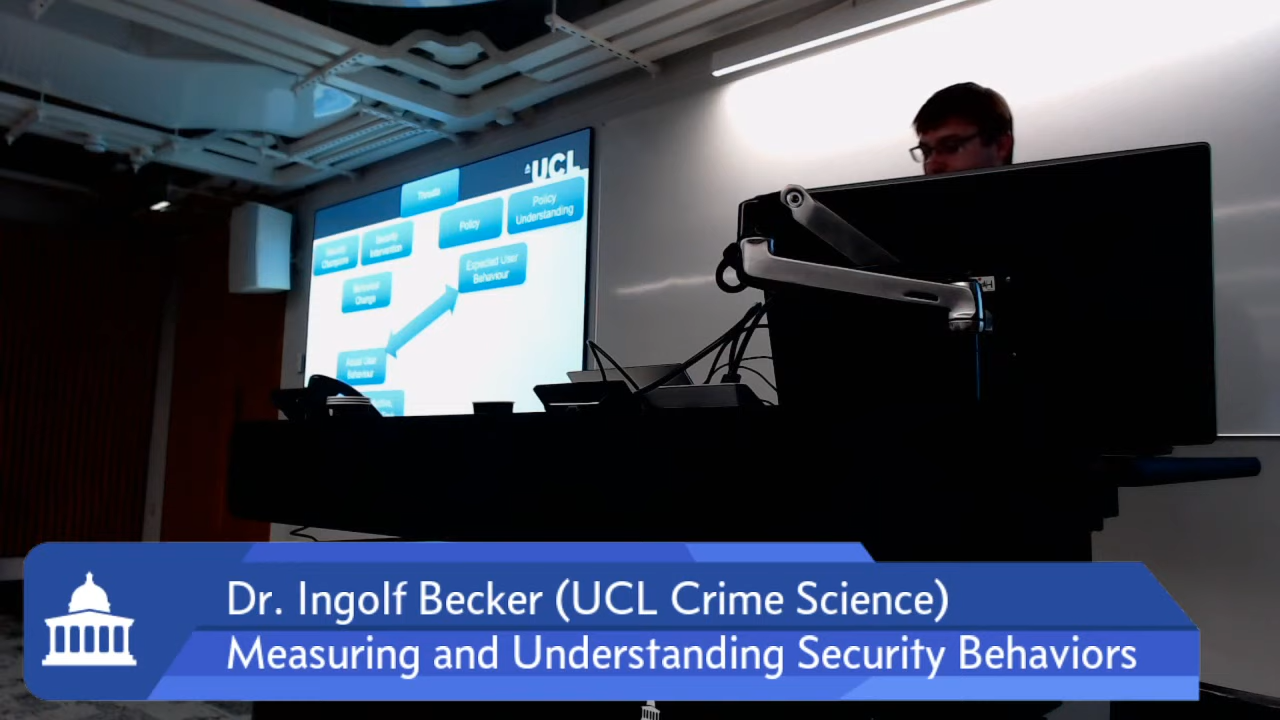 UCL
Threats
Policy
Policy
Understanding
Security
Champions
Security
Intervention
Expected User
Behaviour
Behaviour
Change
Actual User
Behaviour
Dr. Ingolf Becker (UCL Crime Science)
Measuring and Understanding Security Behaviors